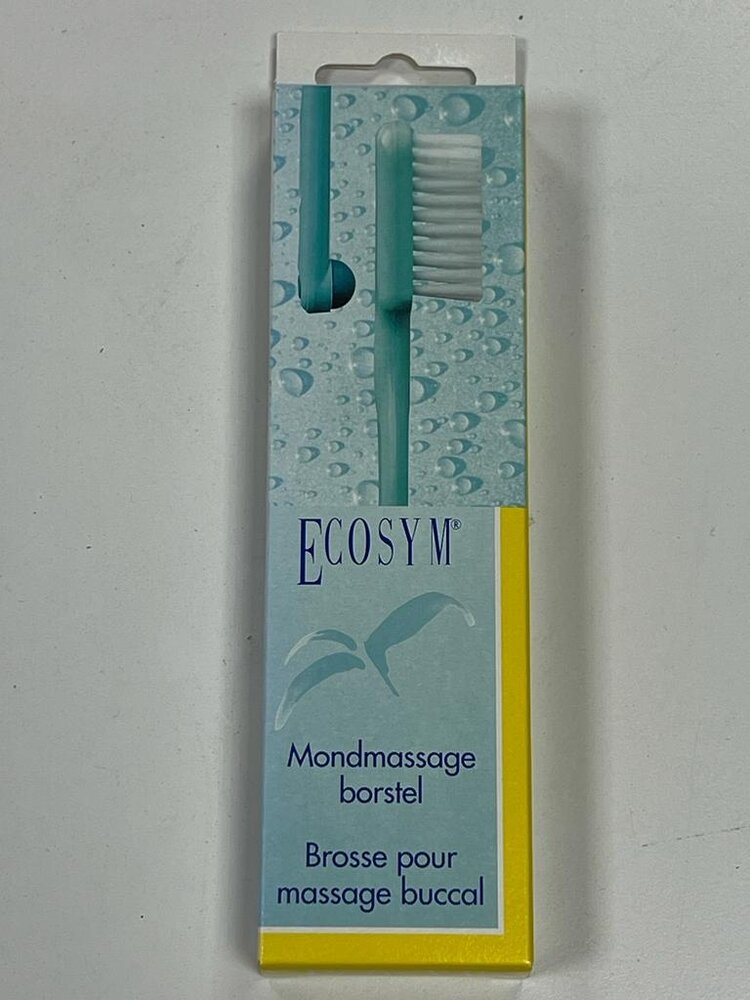 ECOSYM®
Mondmassage
borstel
Brosse pour
massage buccal